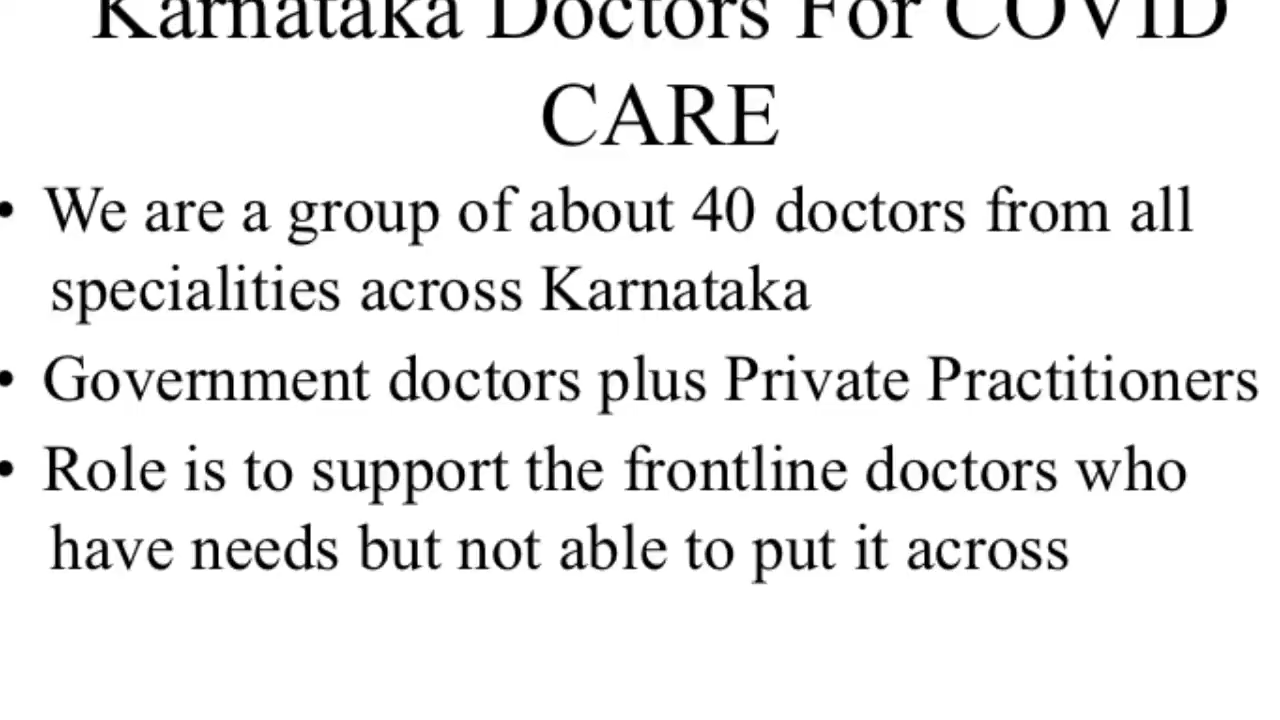 Karnataka Doctors For COVID
CARE
• We are a group of about 40 doctors from all
specialities across Karnataka
• Government doctors plus Private Practitioners
• Role is to support the frontline doctors who
have needs but not able to put it across